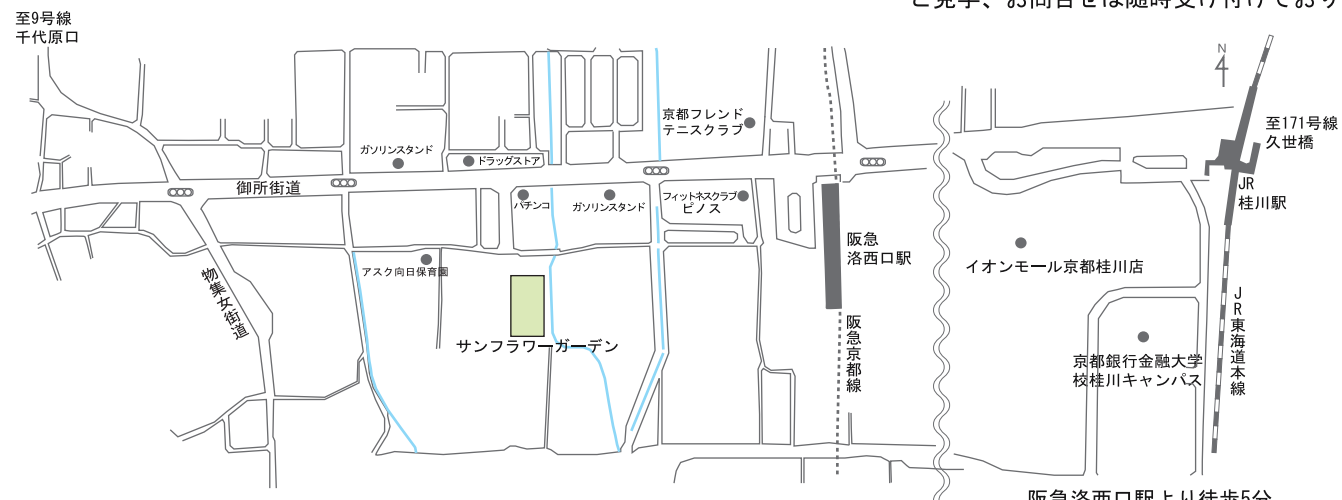 ご見学、お問合せは随時受け付けており
至9号線
千代原口
N
京都フレンド
テニスクラブ
至171号線
久世橋
ガソリンスタンド
ドラッグストア
御所街道
JR
桂川駅
パチンコ
ガソリンスタンド
フィットネスクラブ
ピノス
阪急
洛西口駅
イオンモール京都桂川店
アスク向日保育園
物集女街道
サンフラワーガーデン
阪急京都線
JR東海道本線
京都銀行金融大学
校桂川キャンパス
阪急洛西口駅より徒歩5分